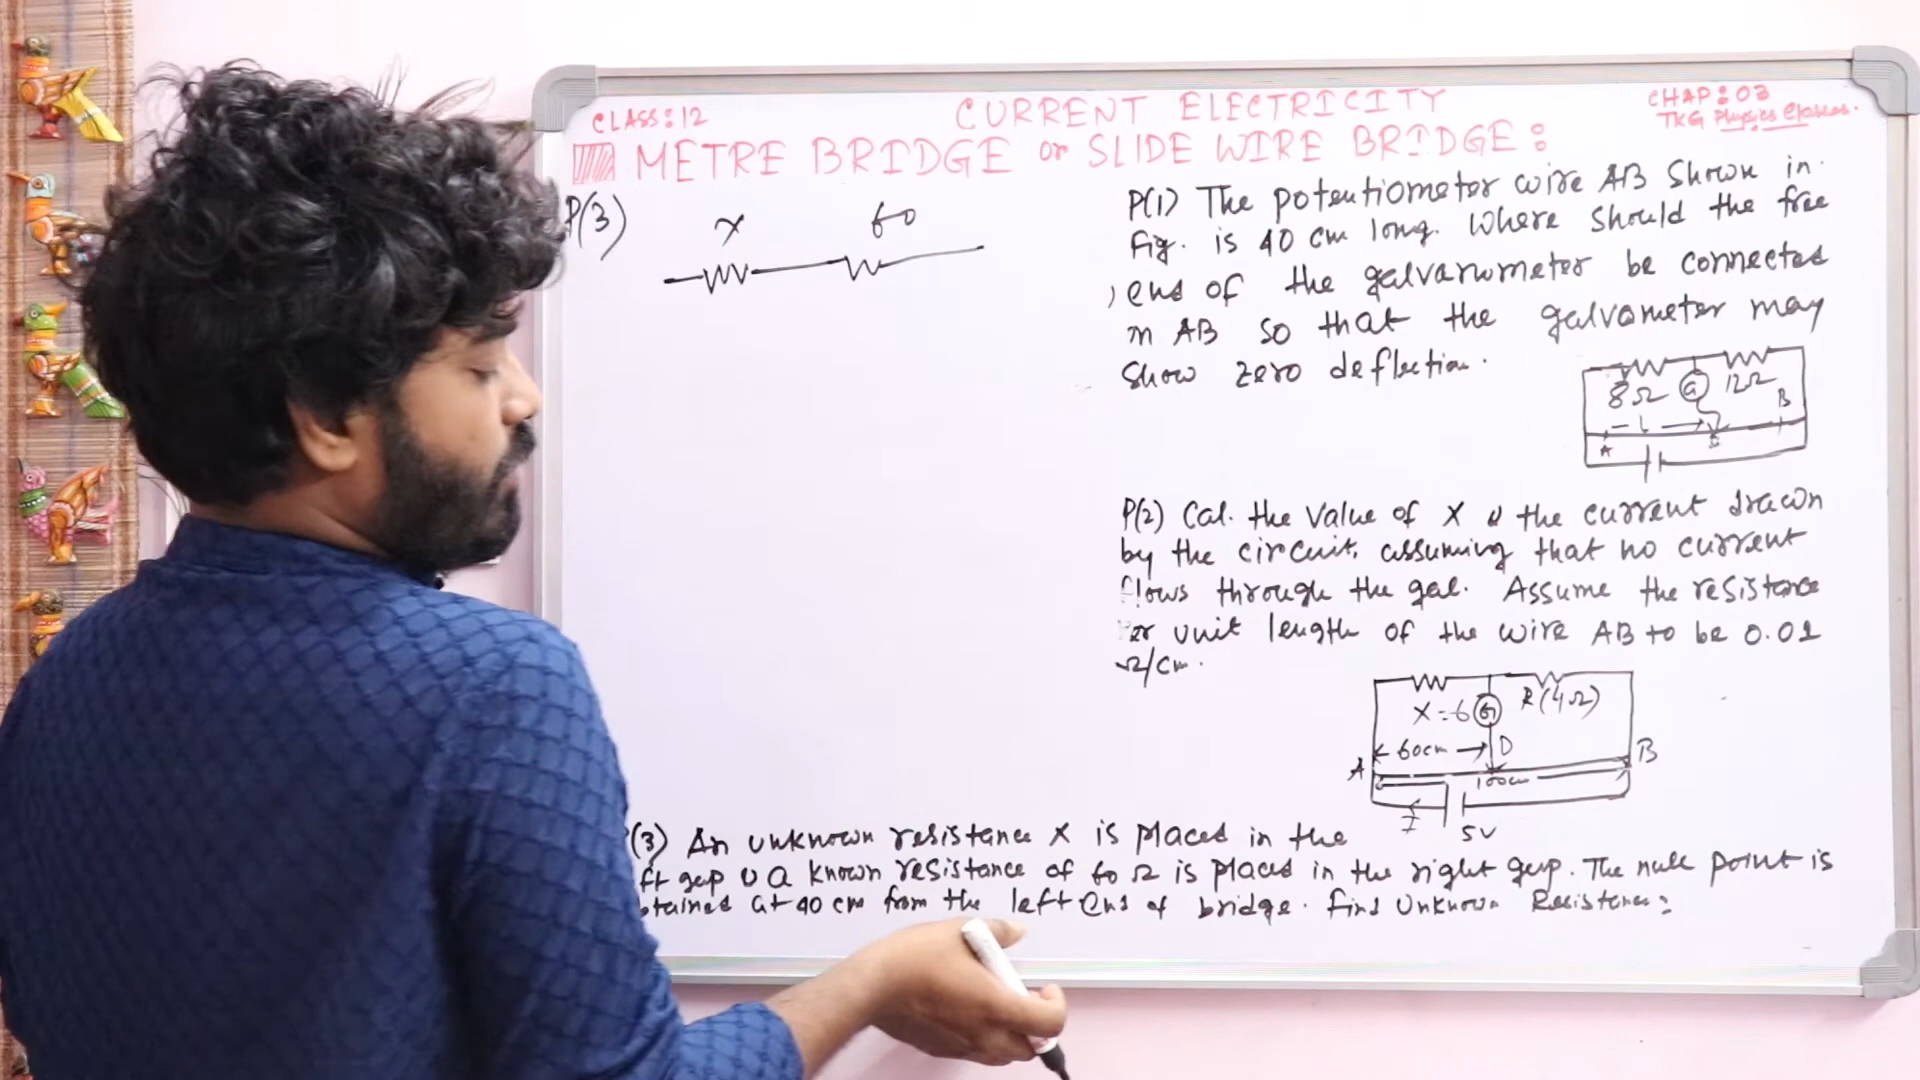 CLASS:12
CURRENT ELECTRICITY
CHAP:03
TKG Physics Classes.
METRE BRIDGE or SLIDE WIRE BRIDGE:
P(3)
X 60
P(1) The potentiometer wire AB Shown in
Fig. is 40 cm long. Where should the free
end of the galvanometer be connected
on AB so that the galvometer may
Show zero deflection.
8Ω G 12Ω
B
L
A
P(2) Cal. the value of X & the current drawn
by the circuit, assuming that no current
flows through the gal. Assume the resistance
er unit length of the wire AB to be 0.01
Ω/cm.
X=6 G R(4Ω)
60cm D
A B
100cm
I 5V
(3) An unknown resistance X is placed in the
ft gap & a known resistance of 60 Ω is placed in the right gap. The null point is
btained at 40 cm from the left end of bridge. find Unknown Resistance: